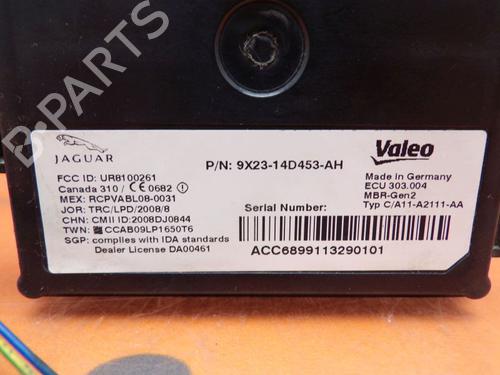 B-PARTS
JAGUAR
FCC ID: UR8100261
Canada 310 / CE 0682 !
MEX: RCPVABL08-0031
JOR: TRC/LPD/2008/8
CHN: CMII ID:2008DJ0844
TWN: CCAB09LP1650T6
SGP: complies with IDA standards
Dealer License DA00461
P/N: 9X23-14D453-AH
Serial Number:
ACC6899113290101
Valeo
Made in Germany
ECU 303.004
MBR-Gen2
Typ C/A11-A2111-AA